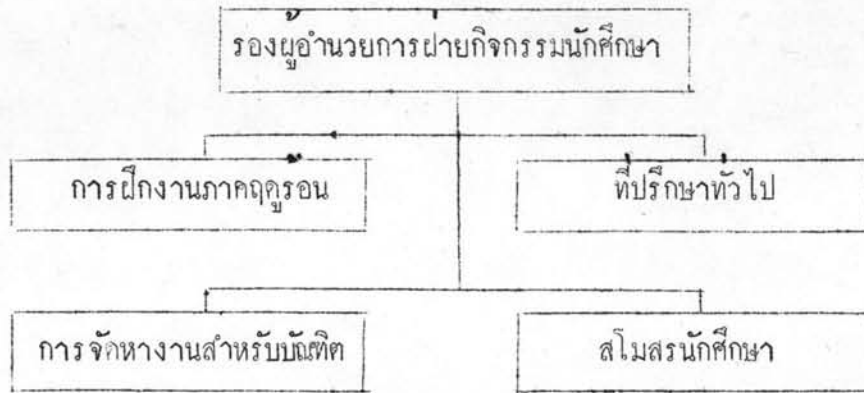 รองผู้อำนวยการฝ่ายกิจกรรมนักศึกษา
การฝึกงานภาคฤดูร้อน
ที่ปรึกษาทั่วไป
การจัดหางานสำหรับบัณฑิต
สโมสรนักศึกษา